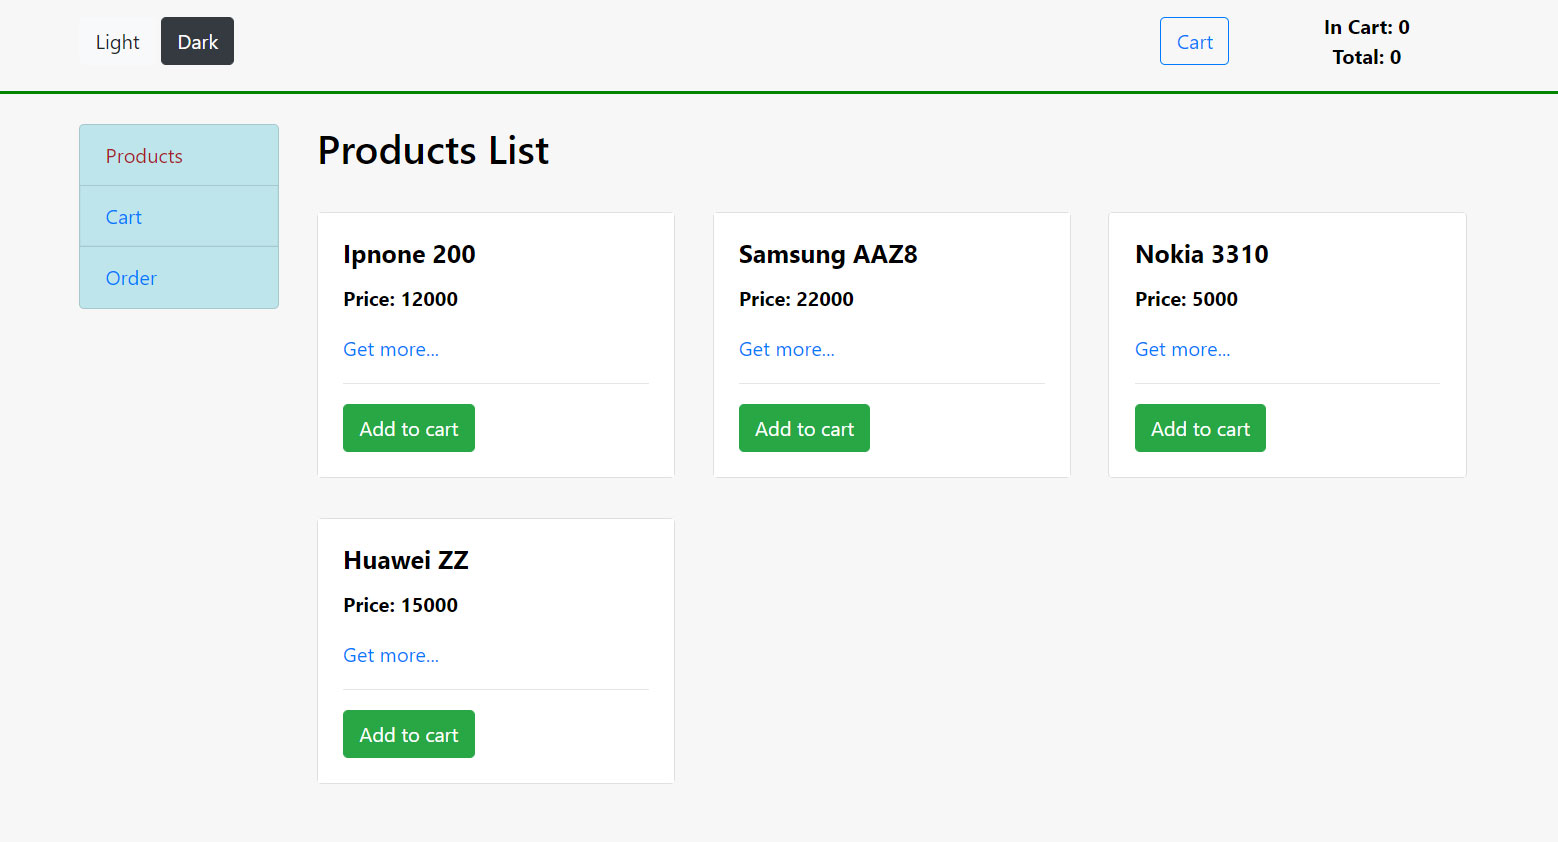 Light Dark Cart In Cart: 0
Total: 0
Products
Cart
Order
Products List
Ipnone 200
Price: 12000
Get more...
Add to cart
Samsung AAZ8
Price: 22000
Get more...
Add to cart
Nokia 3310
Price: 5000
Get more...
Add to cart
Huawei ZZ
Price: 15000
Get more...
Add to cart